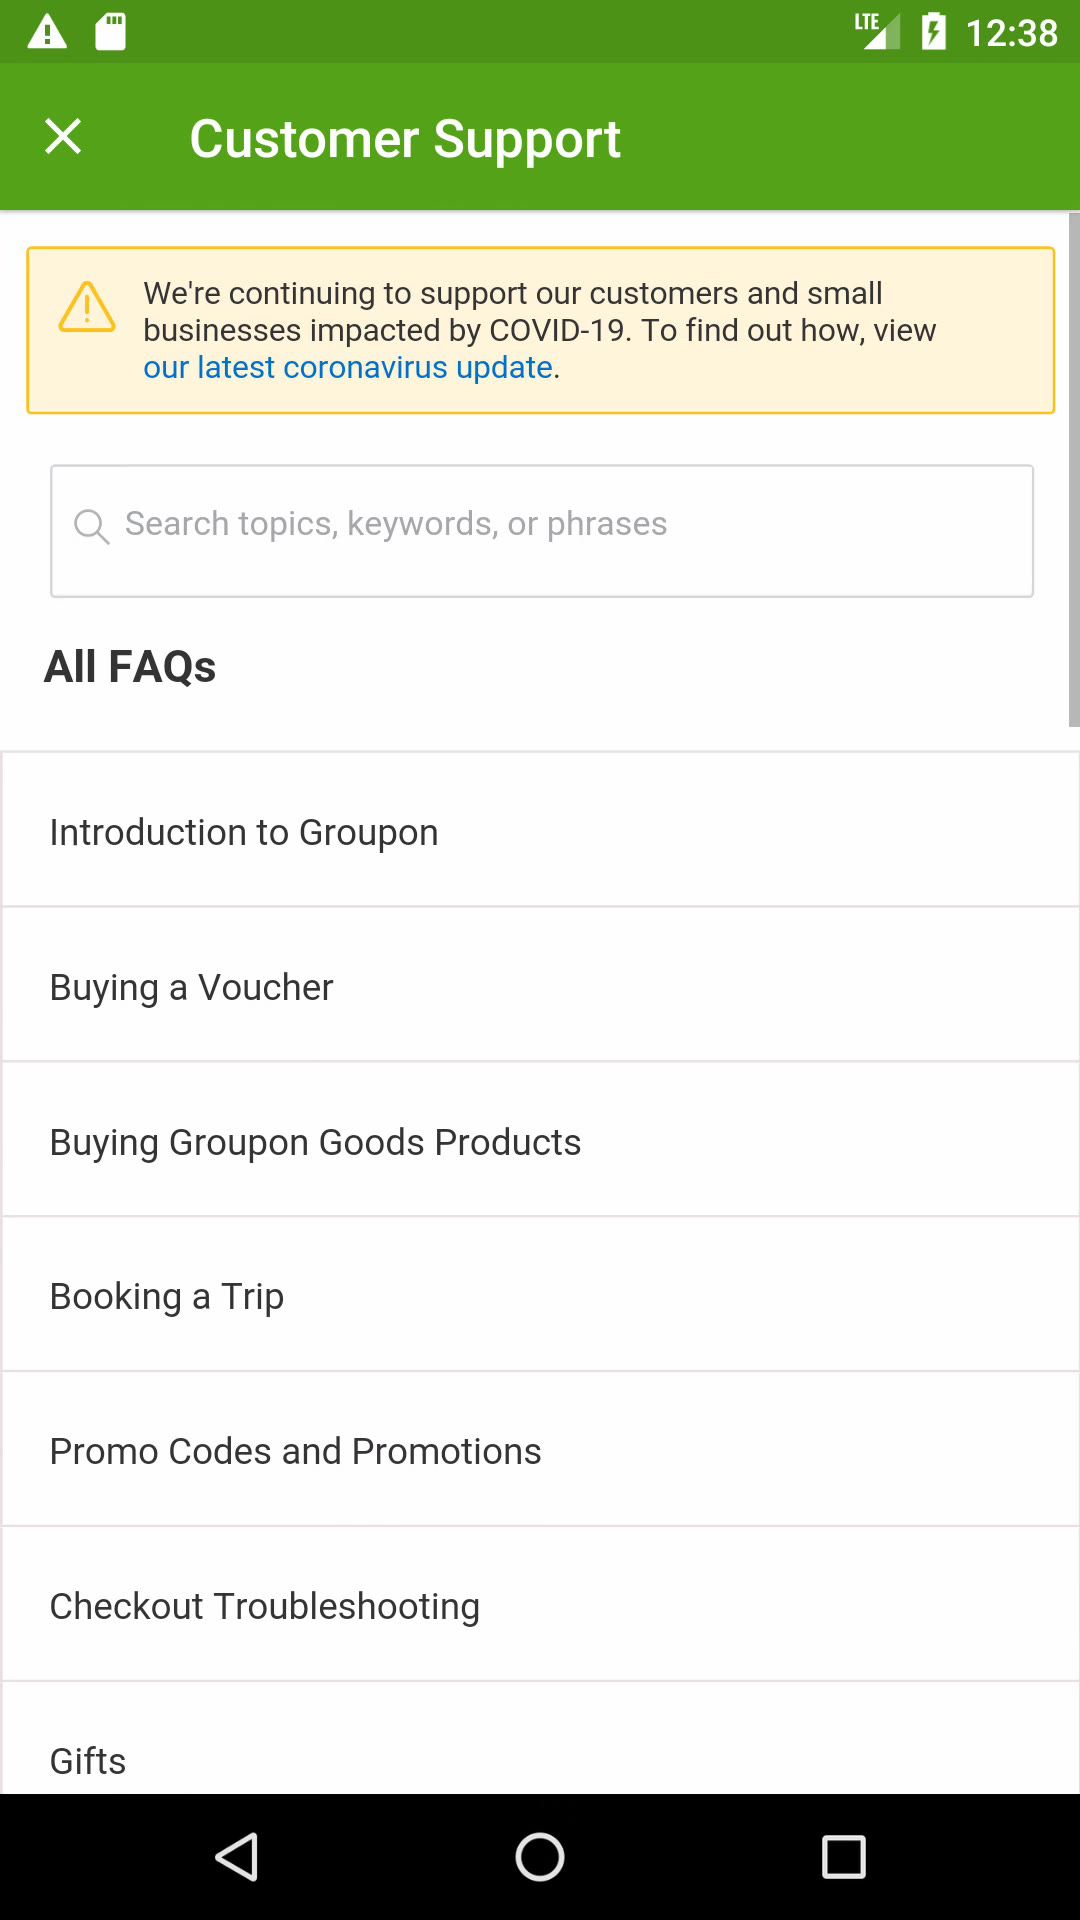 LTE 12:38
Customer Support
We're continuing to support our customers and small
businesses impacted by COVID-19. To find out how, view
our latest coronavirus update.
Search topics, keywords, or phrases
All FAQs
Introduction to Groupon
Buying a Voucher
Buying Groupon Goods Products
Booking a Trip
Promo Codes and Promotions
Checkout Troubleshooting
Gifts